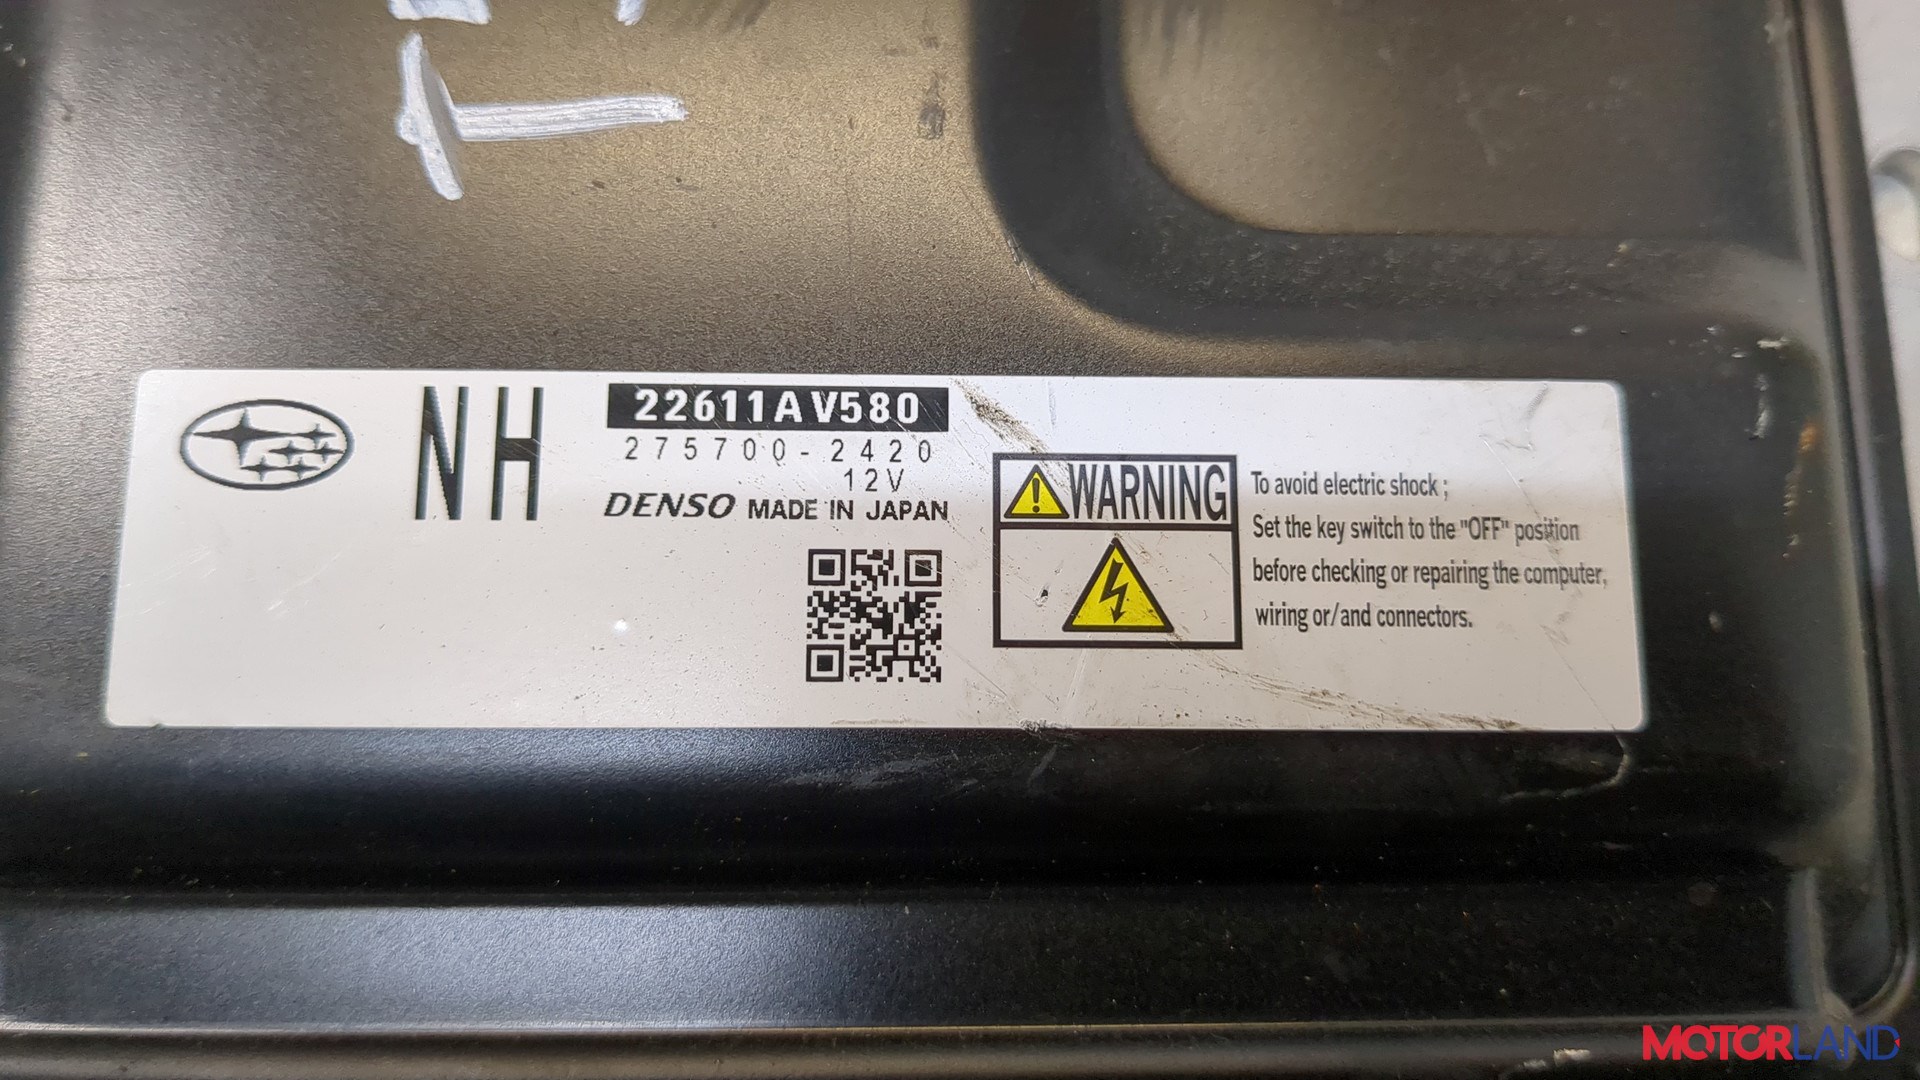 NH
22611AV580
275700-2420
12V
DENSO MADE IN JAPAN
WARNING
To avoid electric shock ;
Set the key switch to the "OFF" position
before checking or repairing the computer,
wiring or/and connectors.
MOTORLAND